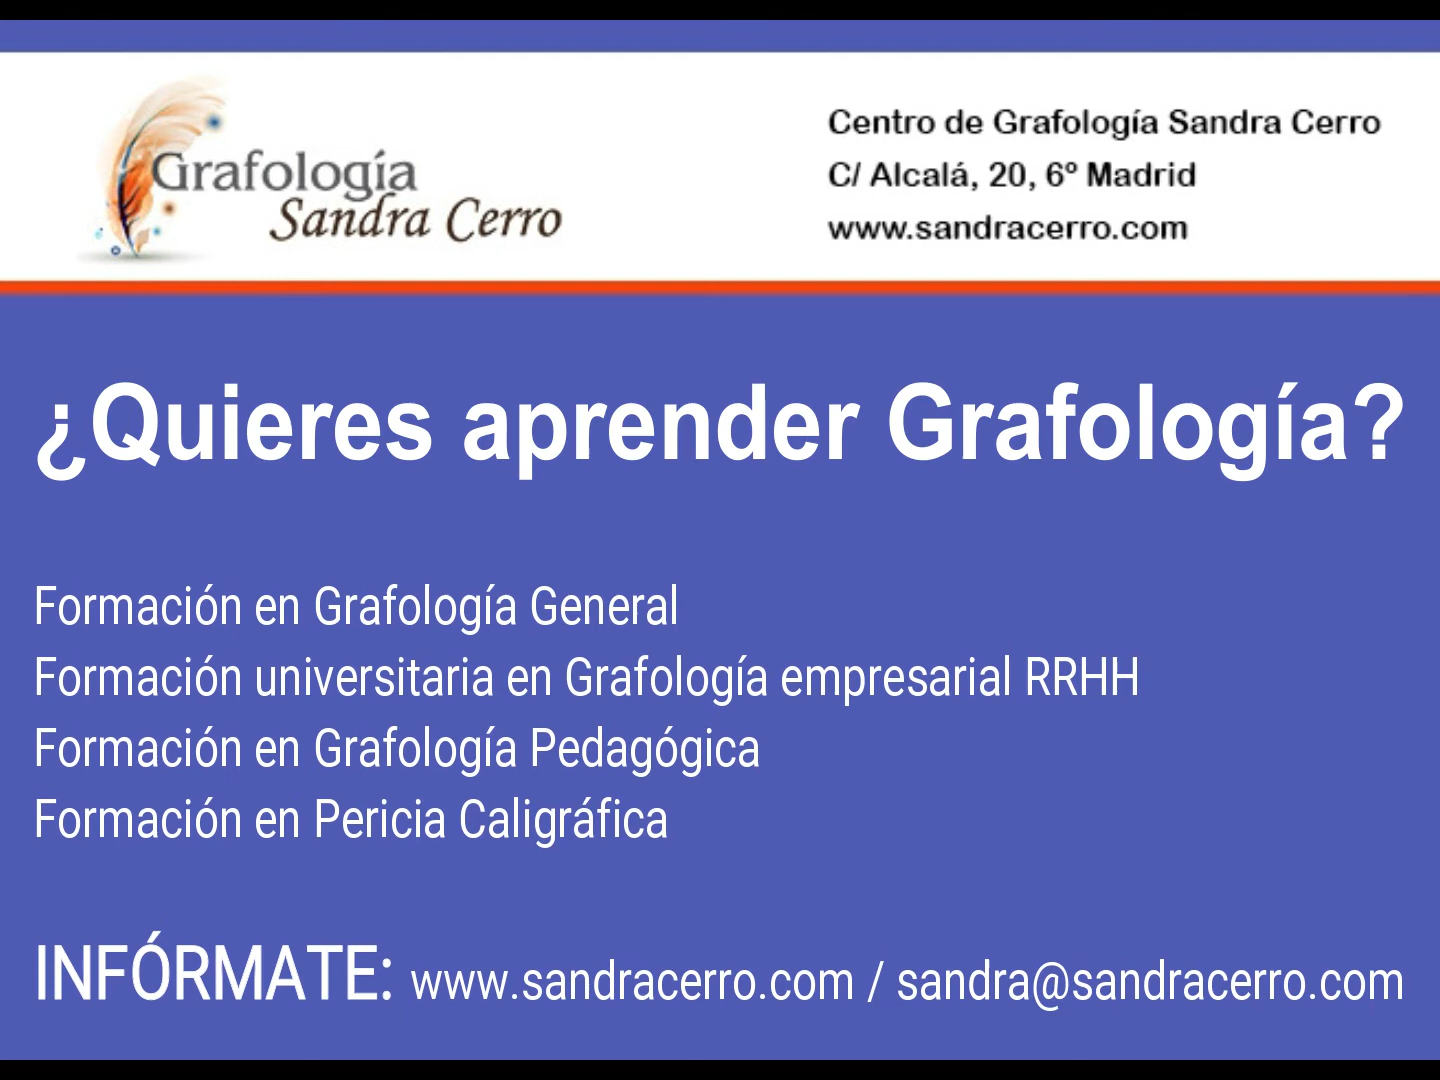 Grafología
Sandra Cerro
Centro de Grafología Sandra Cerro
C/ Alcalá, 20, 6º Madrid
www.sandracerro.com
¿Quieres aprender Grafología?
Formación en Grafología General
Formación universitaria en Grafología empresarial RRHH
Formación en Grafología Pedagógica
Formación en Pericia Caligráfica
INFÓRMATE: www.sandracerro.com / sandra@sandracerro.com